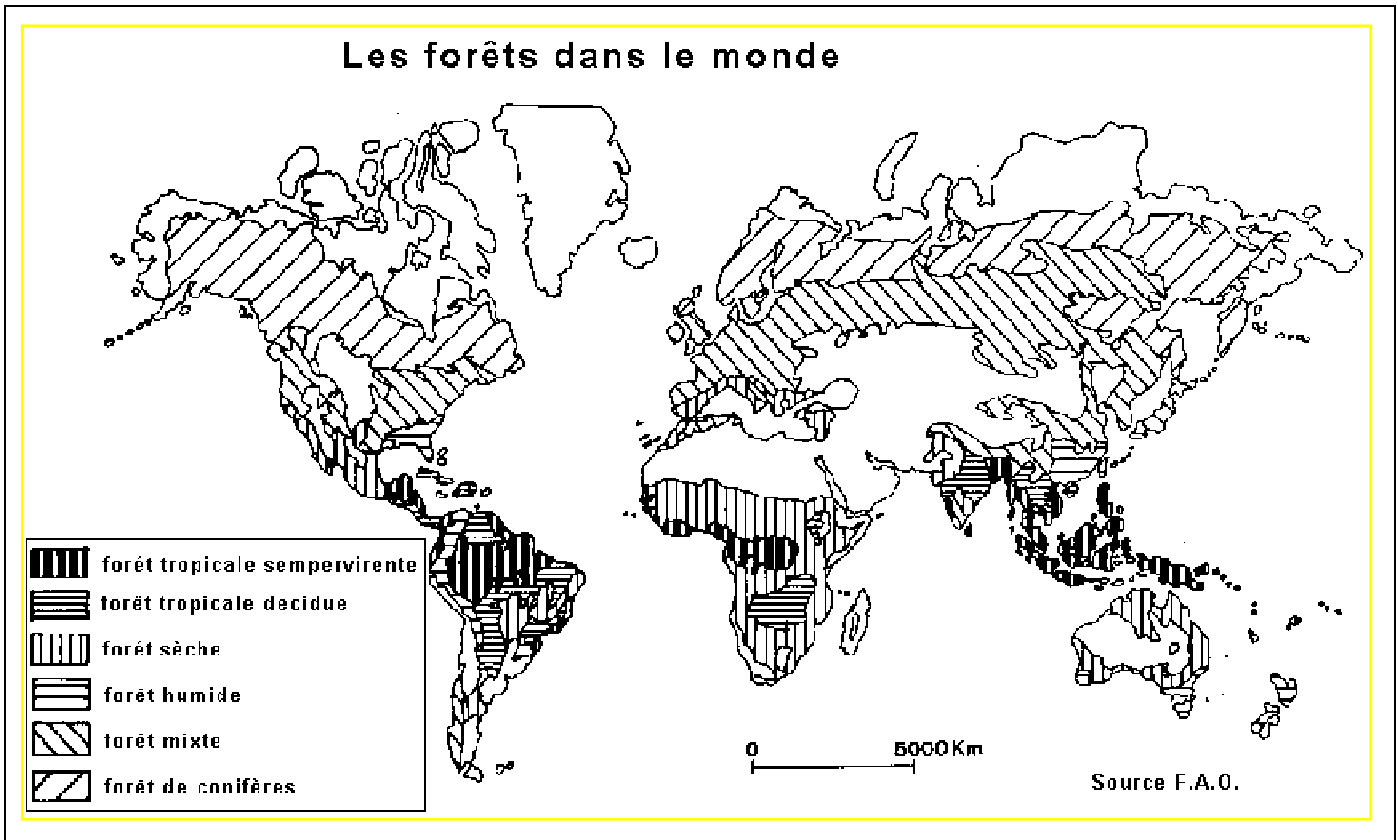 Les forêts dans le monde
forêt tropicale sempervirente
forêt tropicale decidue
forêt sèche
forêt humide
forêt mixte
forêt de conifères
0 5000Km
Source F.A.O.